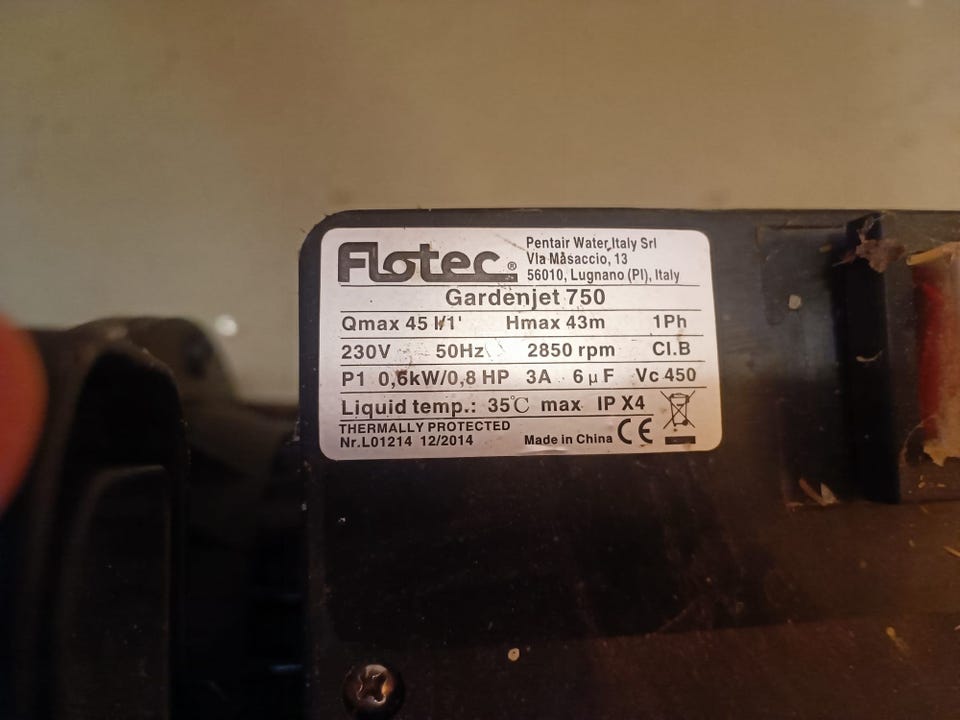 Flotec®
Pentair Water Italy Srl
Via Masaccio, 13
56010, Lugnano (PI), Italy
Gardenjet 750
Qmax 45 l/1' Hmax 43m 1Ph
230V 50Hz 2850 rpm Cl.B
P1 0,6kW/0,8 HP 3A 6µF Vc 450
Liquid temp.: 35℃ max IP X4
THERMALLY PROTECTED
Nr.L01214 12/2014 Made in China CE